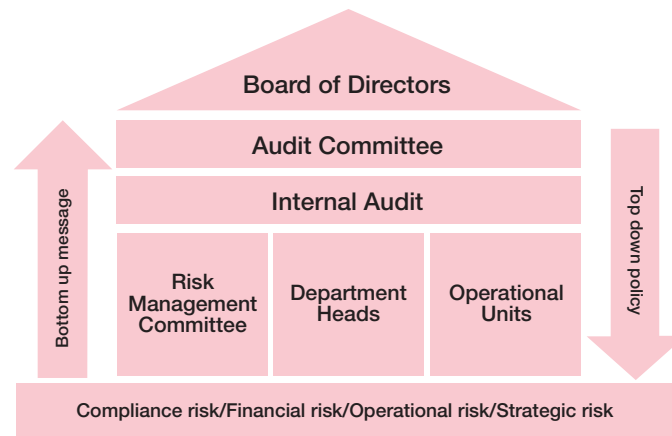 Board of Directors
Audit Committee
Internal Audit
Bottom up message
Risk
Management
Committee
Department
Heads
Operational
Units
Top down policy
Compliance risk/Financial risk/Operational risk/Strategic risk